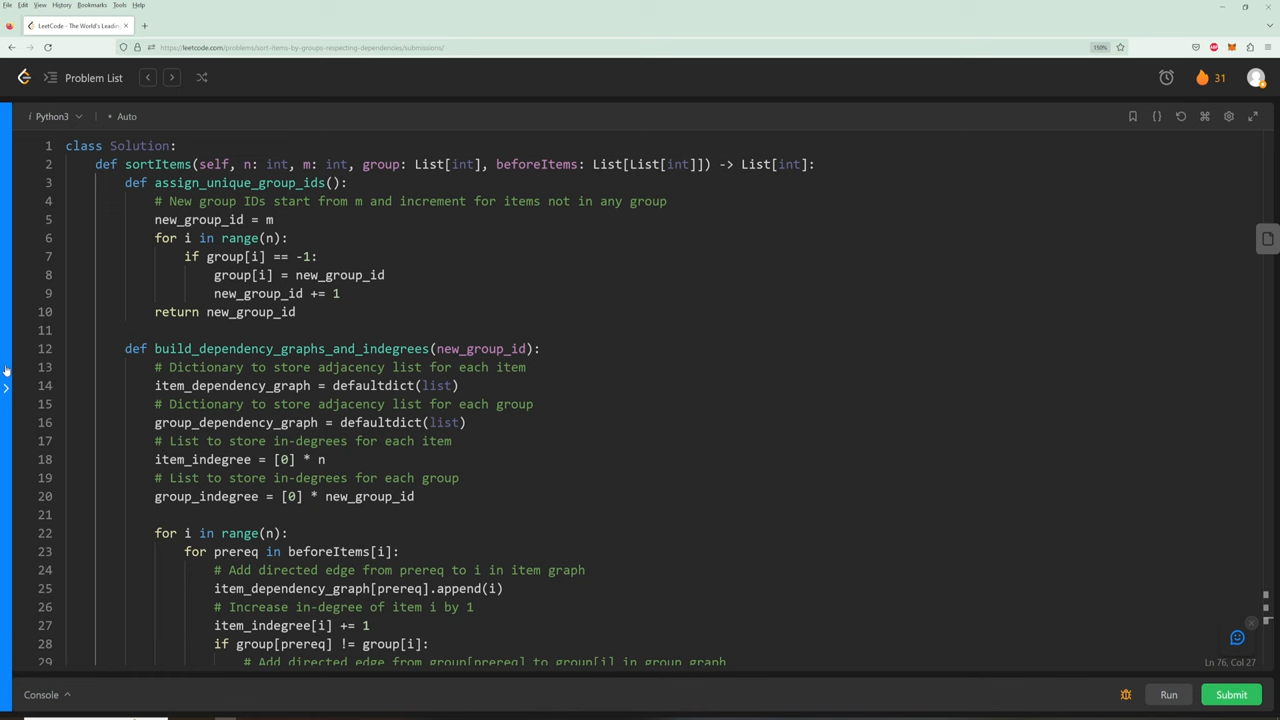 File Edit View History Bookmarks Tools Help
LeetCode - The World's Leading
https://leetcode.com/problems/sort-items-by-groups-respecting-dependencies/submissions/
150%
Problem List
31
i Python3
Auto
1 class Solution:
2 def sortItems(self, n: int, m: int, group: List[int], beforeItems: List[List[int]]) -> List[int]:
3 def assign_unique_group_ids():
4 # New group IDs start from m and increment for items not in any group
5 new_group_id = m
6 for i in range(n):
7 if group[i] == -1:
8 group[i] = new_group_id
9 new_group_id += 1
10 return new_group_id
11
12 def build_dependency_graphs_and_indegrees(new_group_id):
13 # Dictionary to store adjacency list for each item
14 item_dependency_graph = defaultdict(list)
15 # Dictionary to store adjacency list for each group
16 group_dependency_graph = defaultdict(list)
17 # List to store in-degrees for each item
18 item_indegree = [0] * n
19 # List to store in-degrees for each group
20 group_indegree = [0] * new_group_id
21
22 for i in range(n):
23 for prereq in beforeItems[i]:
24 # Add directed edge from prereq to i in item graph
25 item_dependency_graph[prereq].append(i)
26 # Increase in-degree of item i by 1
27 item_indegree[i] += 1
28 if group[prereq] != group[i]:
29 # Add directed edge from group[prereq] to group[i] in group graph
Ln 76, Col 27
Console
Run
Submit